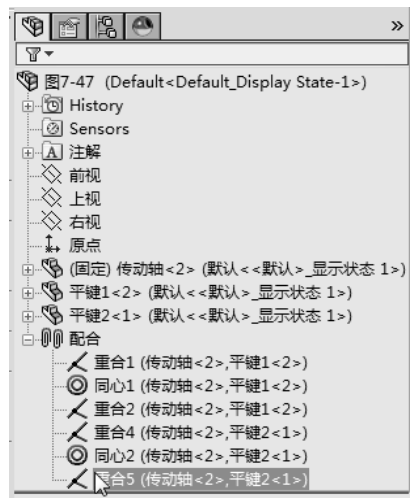 »
图7-47 (Default<Default_Display State-1>)
History
Sensors
A 注解
前视
上视
右视
原点
(固定) 传动轴<2> (默认<<默认>_显示状态 1>)
平键1<2> (默认<<默认>_显示状态 1>)
平键2<1> (默认<<默认>_显示状态 1>)
配合
重合1 (传动轴<2>,平键1<2>)
同心1 (传动轴<2>,平键1<2>)
重合2 (传动轴<2>,平键1<2>)
重合4 (传动轴<2>,平键2<1>)
同心2 (传动轴<2>,平键2<1>)
重合5 (传动轴<2>,平键2<1>)